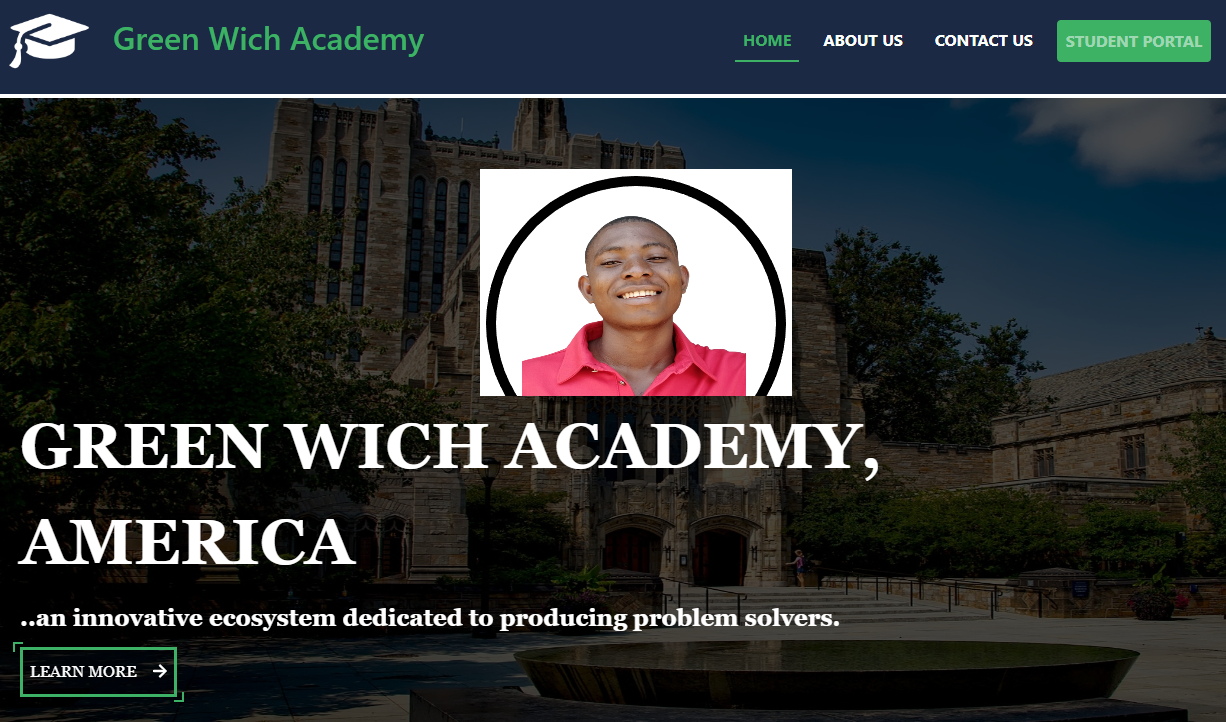 Green Wich Academy
HOME ABOUT US CONTACT US STUDENT PORTAL
GREEN WICH ACADEMY,
AMERICA
..an innovative ecosystem dedicated to producing problem solvers.
LEARN MORE